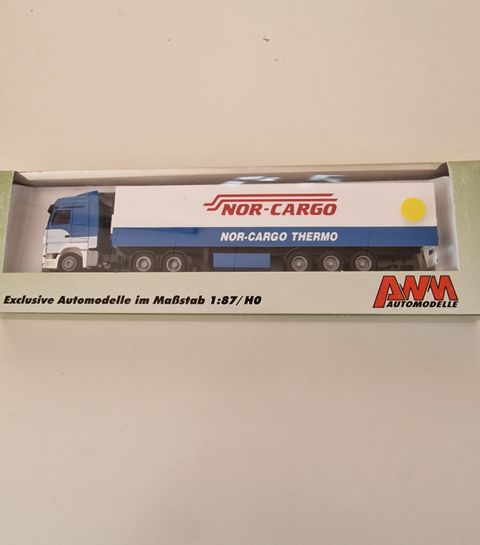 NOR-CARGO
NOR-CARGO THERMO
Exclusive Automodelle im Maßstab 1:87/H0
AWM
AUTOMODELLE